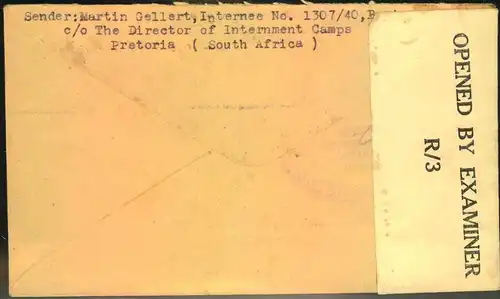 Sender:Martin Gellert,Internee No. 1307/40,
c/o The Director of Internment Camps
Pretoria ( South Africa )
OPENED BY EXAMINER
R/3